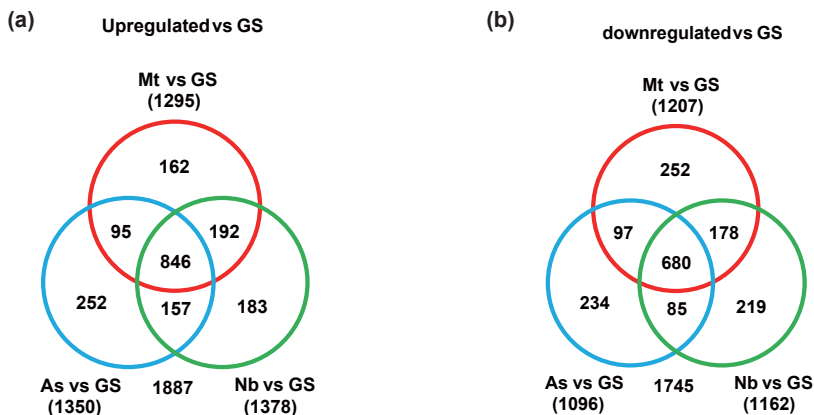 (a)
Upregulated vs GS
Mt vs GS
(1295)
162
95
192
846
252
157
183
As vs GS
(1350)
1887
Nb vs GS
(1378)
(b)
downregulated vs GS
Mt vs GS
(1207)
252
97
178
680
234
85
219
As vs GS
(1096)
1745
Nb vs GS
(1162)